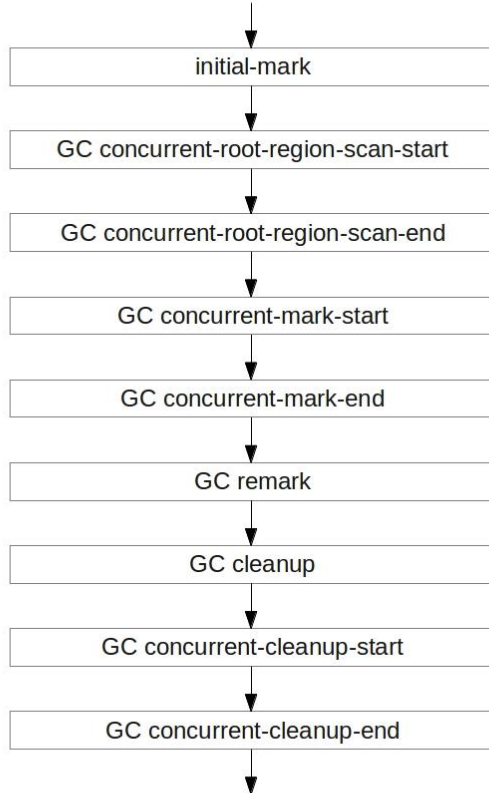 initial-mark
GC concurrent-root-region-scan-start
GC concurrent-root-region-scan-end
GC concurrent-mark-start
GC concurrent-mark-end
GC remark
GC cleanup
GC concurrent-cleanup-start
GC concurrent-cleanup-end